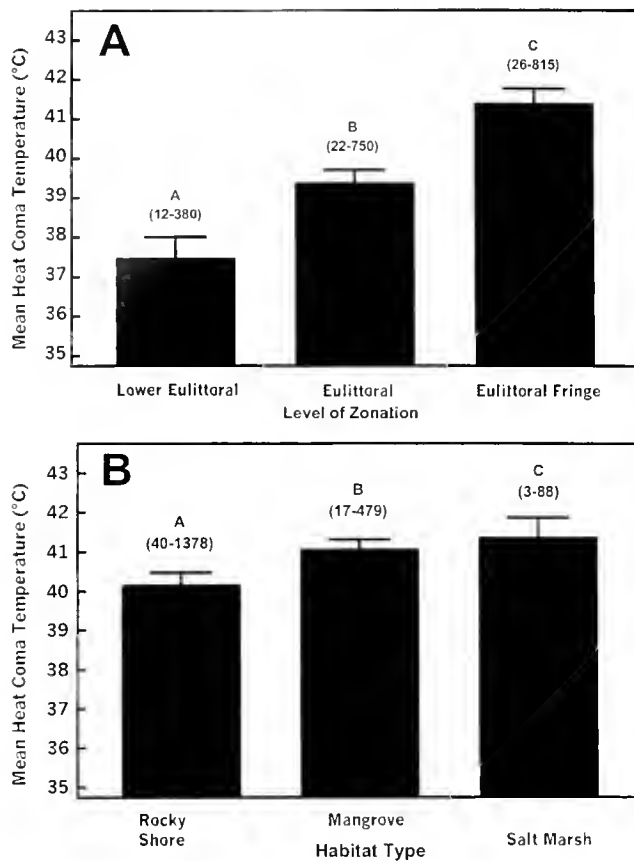 A
Mean Heat Coma Temperature (°C)
43
42
41
40
39
38
37
36
35
A
(12-380)
B
(22-750)
C
(26-815)
Lower Eulittoral
Eulittoral
Eulittoral Fringe
Level of Zonation
B
Mean Heat Coma Temperature (°C)
43
42
41
40
39
38
37
36
35
A
(40-1378)
B
(17-479)
C
(3-88)
Rocky
Shore
Mangrove
Salt Marsh
Habitat Type